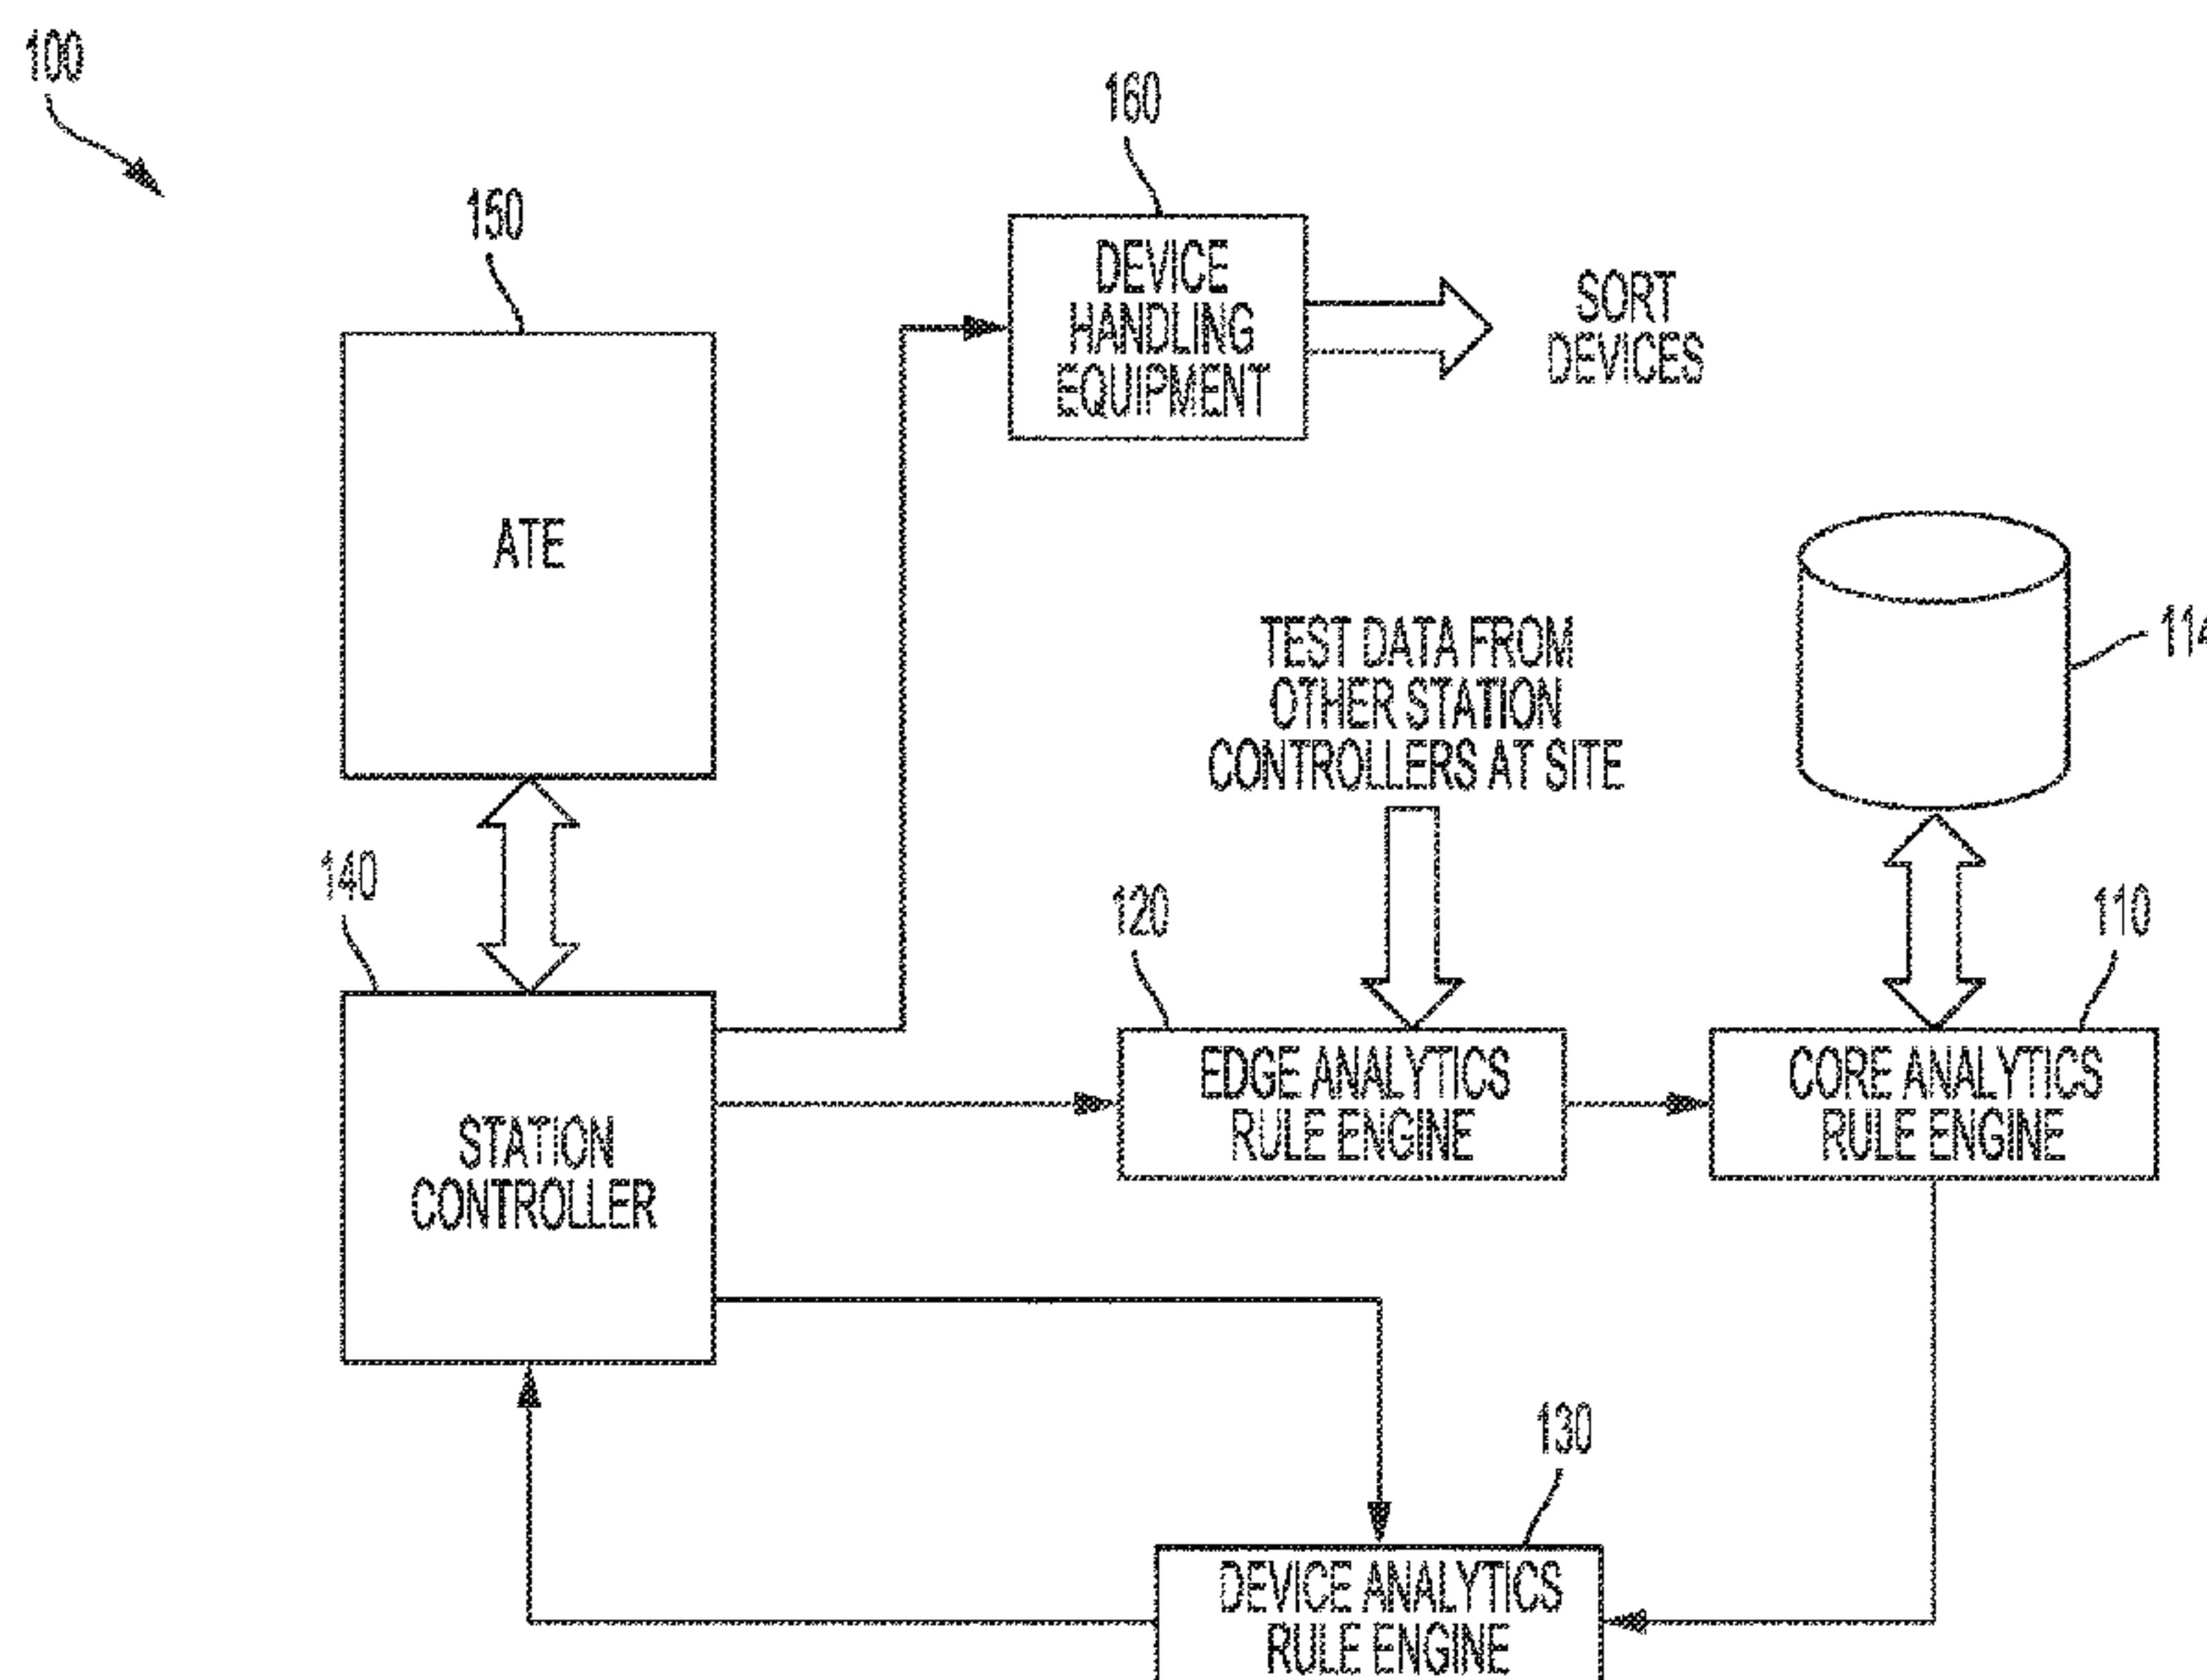 100
160
150
DEVICE
HANDLING
EQUIPMENT
SORT
DEVICES
ATE
TEST DATA FROM
OTHER STATION
CONTROLLERS AT SITE
114
140
120
110
EDGE ANALYTICS
RULE ENGINE
CORE ANALYTICS
RULE ENGINE
STATION
CONTROLLER
130
DEVICE ANALYTICS
RULE ENGINE